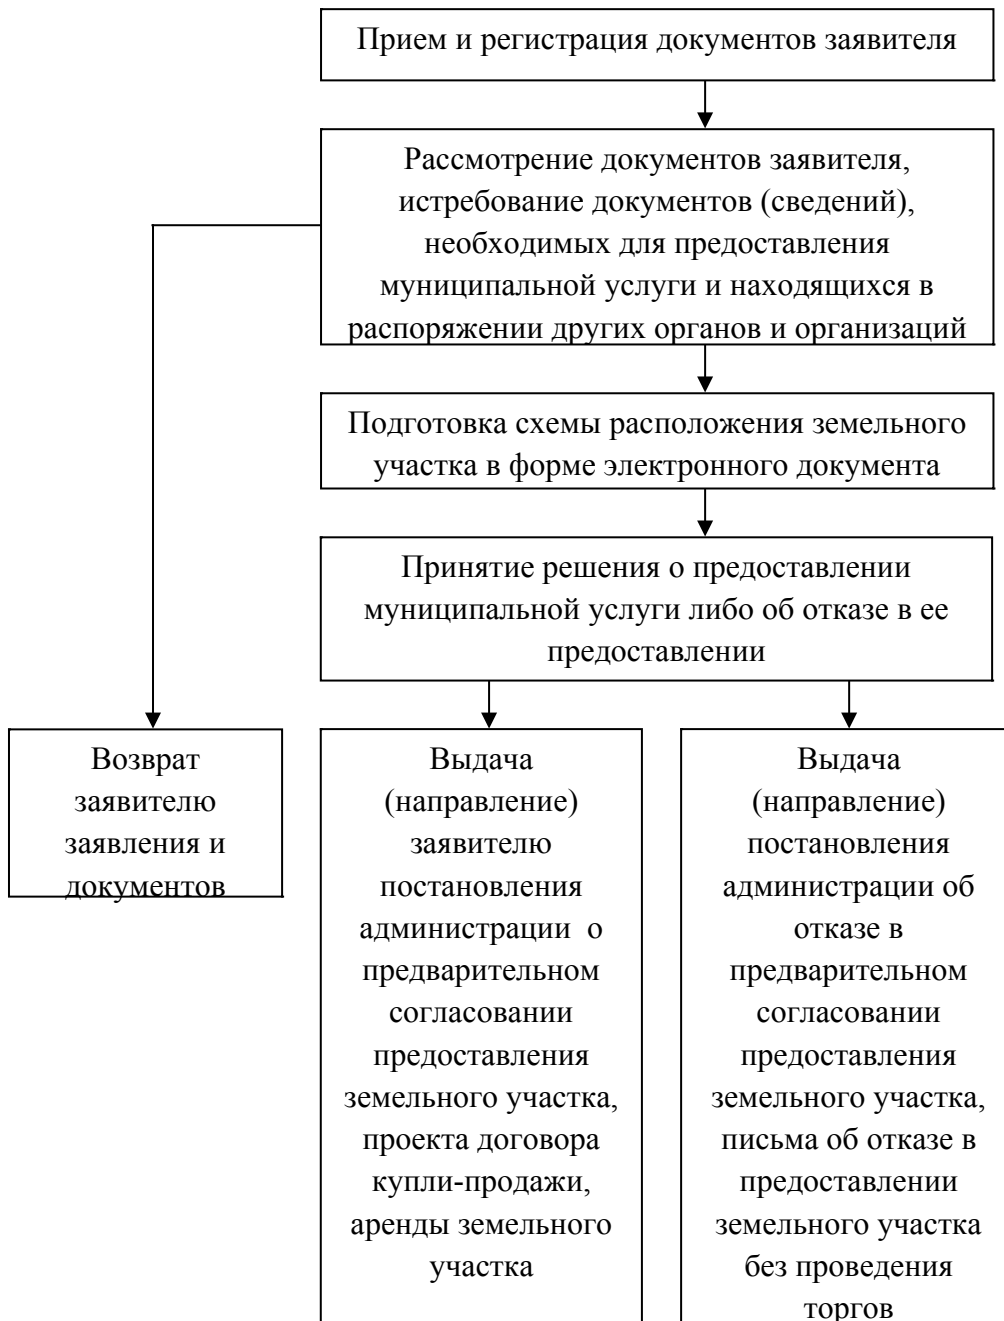 Прием и регистрация документов заявителя
Рассмотрение документов заявителя,
истребование документов (сведений),
необходимых для предоставления
муниципальной услуги и находящихся в
распоряжении других органов и организаций
Подготовка схемы расположения земельного
участка в форме электронного документа
Принятие решения о предоставлении
муниципальной услуги либо об отказе в ее
предоставлении
Возврат
заявителю
заявления и
документов
Выдача
(направление)
заявителю
постановления
администрации о
предварительном
согласовании
предоставления
земельного участка,
проекта договора
купли-продажи,
аренды земельного
участка
Выдача
(направление)
постановления
администрации об
отказе в
предварительном
согласовании
предоставления
земельного участка,
письма об отказе в
предоставлении
земельного участка
без проведения
торгов